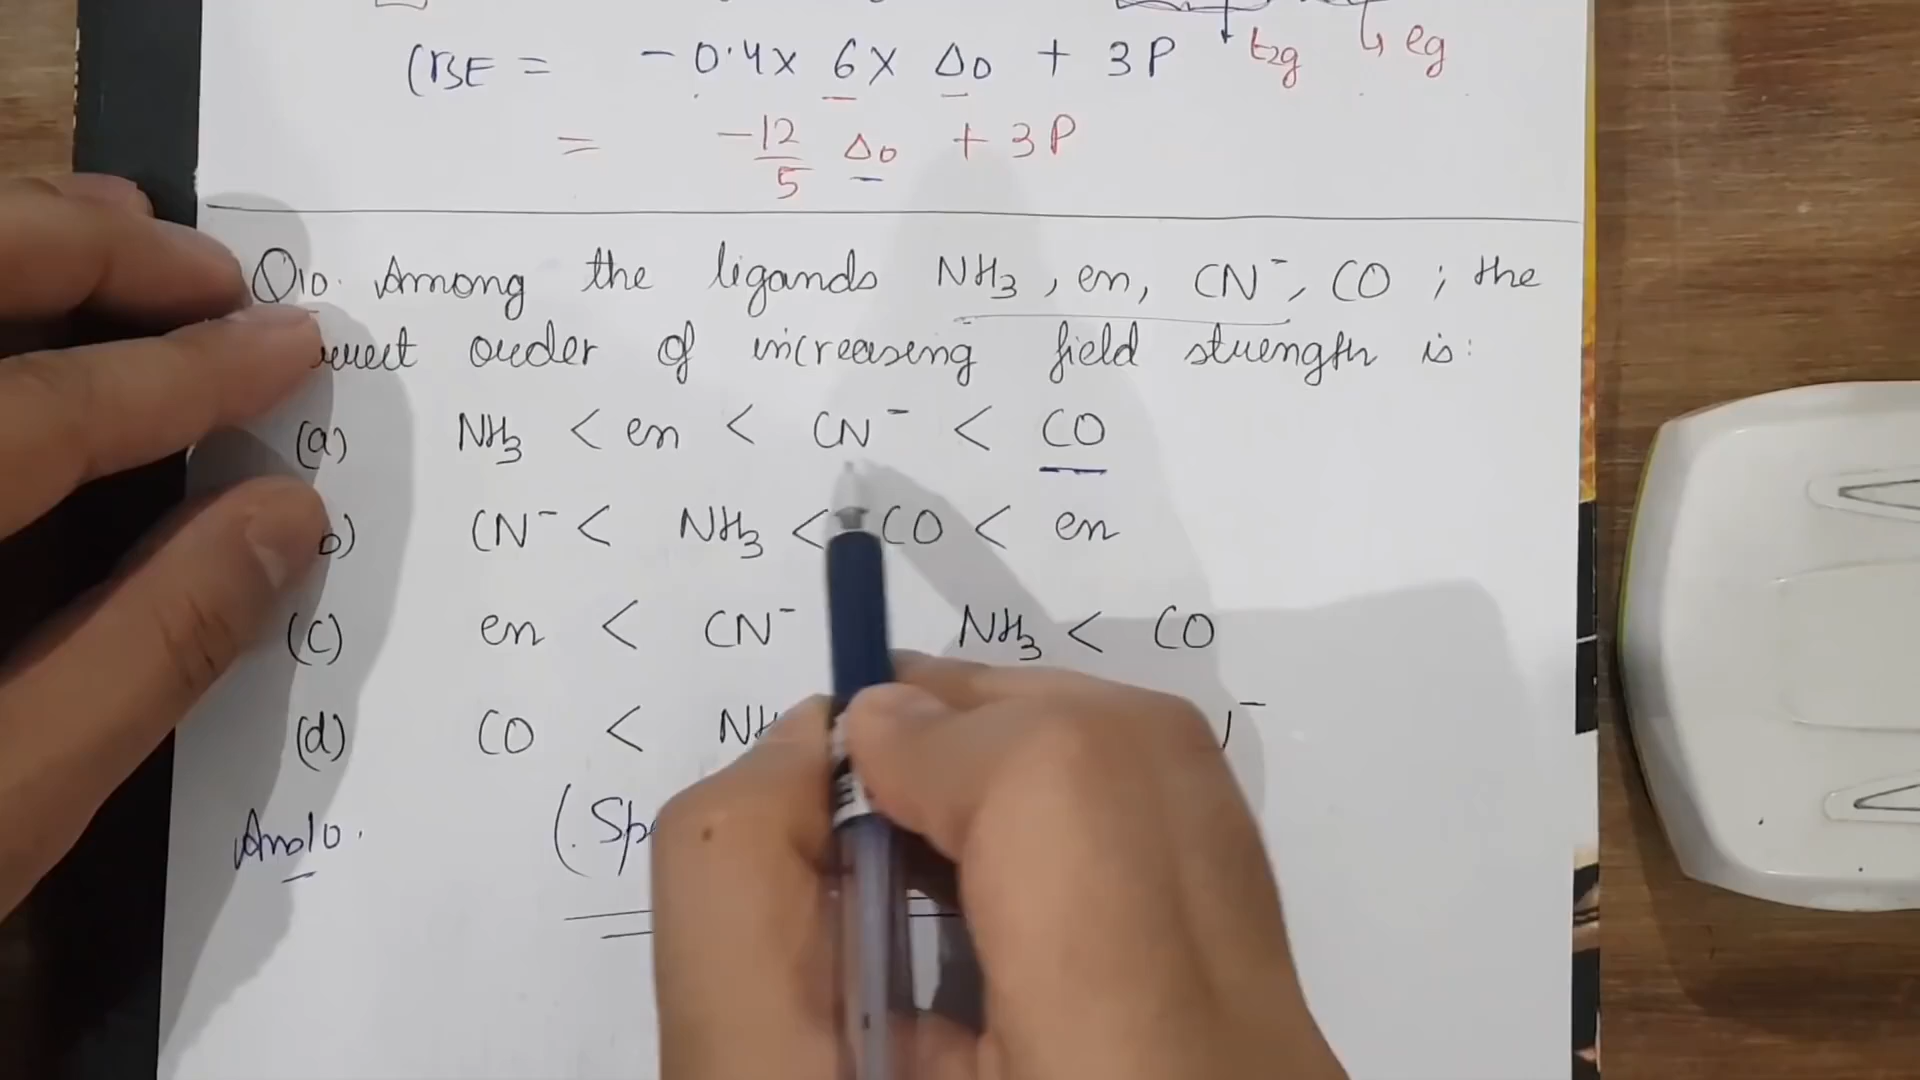 CFSE = -0.4 x 6 x Δo + 3P t2g eg
= -12/5 Δo + 3P
Q10. Among the ligands NH3, en, CN⁻, CO ; the
order of increasing field strength is:
(a) NH3 < en < CN⁻ < CO
b) CN⁻ < NH3 < CO < en
(c) en < CN⁻ NH3 < CO
(d) CO <
Ans10.